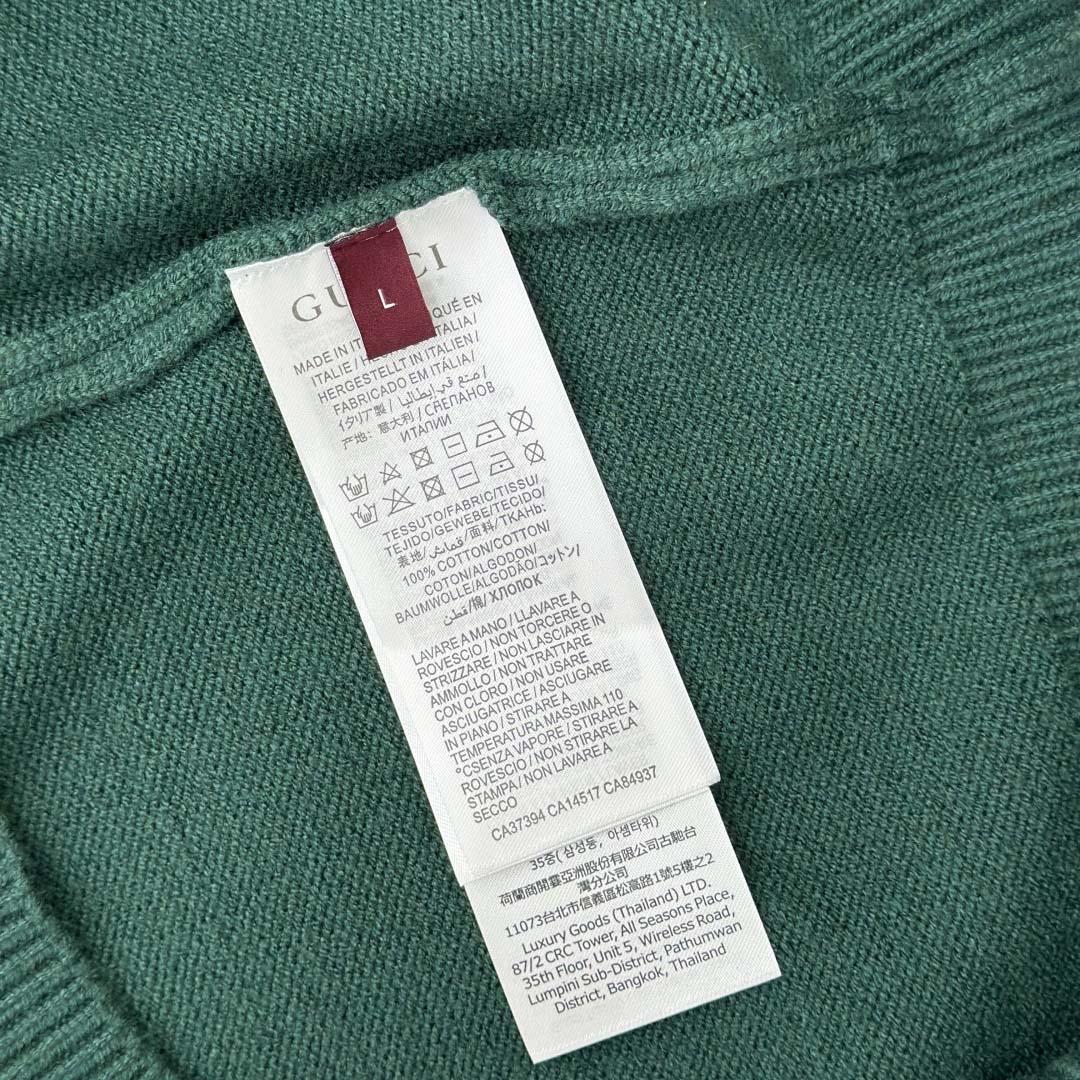 GU CI
L
MADE IN IT QUÉ EN
ITALIE / HE TALIA/
HERGESTELLT IN ITALIEN /
FABRICADO EM ITÁLIA /
イタリア製 / صنع في إيطاليا /
产地：意大利 / СДЕЛАНОВ
ИТАЛИИ
TESSUTO/FABRIC/TISSU/
TEJIDO/GEWEBE/TECIDO/
表地/قماش/面料/ТКАНЬ:
100% COTTON/COTTON/
COTON/ALGODON/
BAUMWOLLE/ALGODÃO/コットン/
قطن/棉/ХЛОПОК
LAVARE A MANO / LLAVARE A
ROVESCIO / NON TORCERE O
STRIZZARE / NON LASCIARE IN
AMMOLLO / NON TRATTARE
CON CLORO / NON USARE
ASCIUGATRICE / ASCIUGARE
IN PIANO / STIRARE A
TEMPERATURA MASSIMA 110
°CSENZA VAPORE / STIRARE A
ROVESCIO / NON STIRARE LA
STAMPA / NON LAVARE A
SECCO
CA37394 CA14517 CA84937
35층(삼성동, 아셈타워)
荷蘭商開雲亞洲股份有限公司古馳台
灣分公司
11073台北市信義區松高路1號5樓之2
Luxury Goods (Thailand) LTD.
87/2 CRC Tower, All Seasons Place,
35th Floor, Unit 5, Wireless Road,
Lumpini Sub-District, Pathumwan
District, Bangkok, Thailand